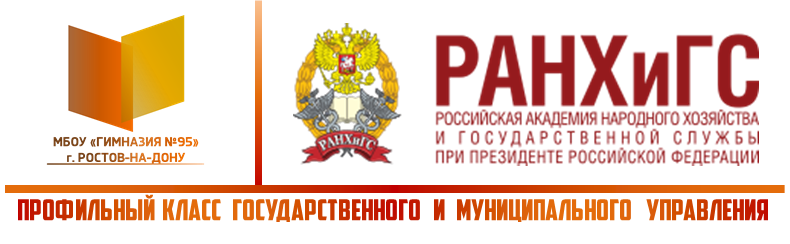 МБОУ «ГИМНАЗИЯ №95»
г. РОСТОВ-НА-ДОНУ
РАНХиГС
РАНХиГС
РОССИЙСКАЯ АКАДЕМИЯ НАРОДНОГО ХОЗЯЙСТВА
И ГОСУДАРСТВЕННОЙ СЛУЖБЫ
ПРИ ПРЕЗИДЕНТЕ РОССИЙСКОЙ ФЕДЕРАЦИИ
ПРОФИЛЬНЫЙ КЛАСС ГОСУДАРСТВЕННОГО И МУНИЦИПАЛЬНОГО УПРАВЛЕНИЯ